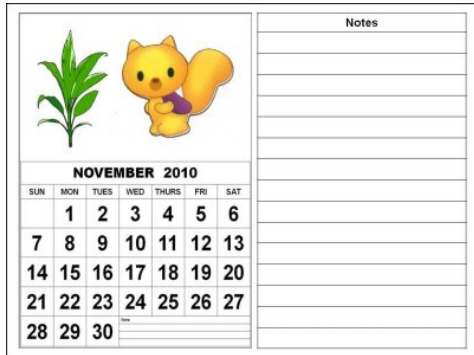 Notes
NOVEMBER 2010
SUN MON TUES WED THURS FRI SAT
1 2 3 4 5 6
7 8 9 10 11 12 13
14 15 16 17 18 19 20
21 22 23 24 25 26 27
28 29 30